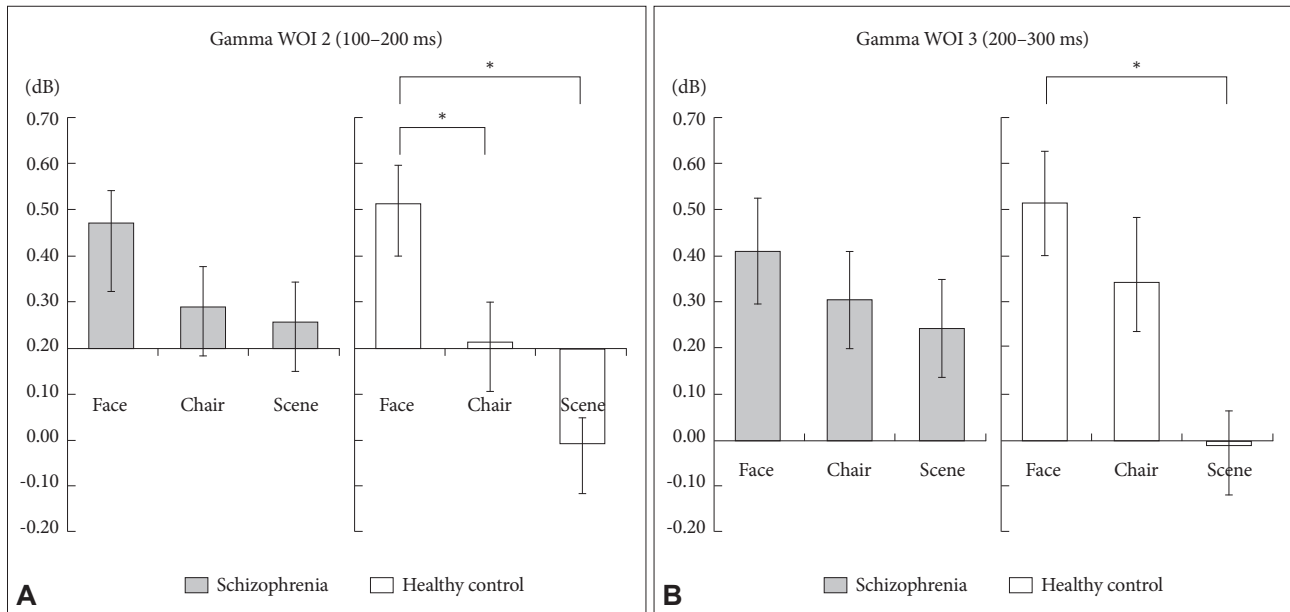 Gamma WOI 2 (100–200 ms)
(dB)
*
*
0.70
0.60
0.50
0.40
0.30
0.20
0.10
0.00
-0.10
-0.20
Face Chair Scene Face Chair Scene
Schizophrenia Healthy control
A
Gamma WOI 3 (200–300 ms)
(dB)
*
0.70
0.60
0.50
0.40
0.30
0.20
0.10
0.00
-0.10
-0.20
Face Chair Scene Face Chair Scene
Schizophrenia Healthy control
B